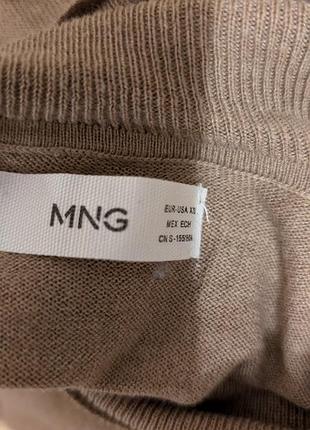 MNG
EUR-USA XS
MEX ECH
CN S-155/80A